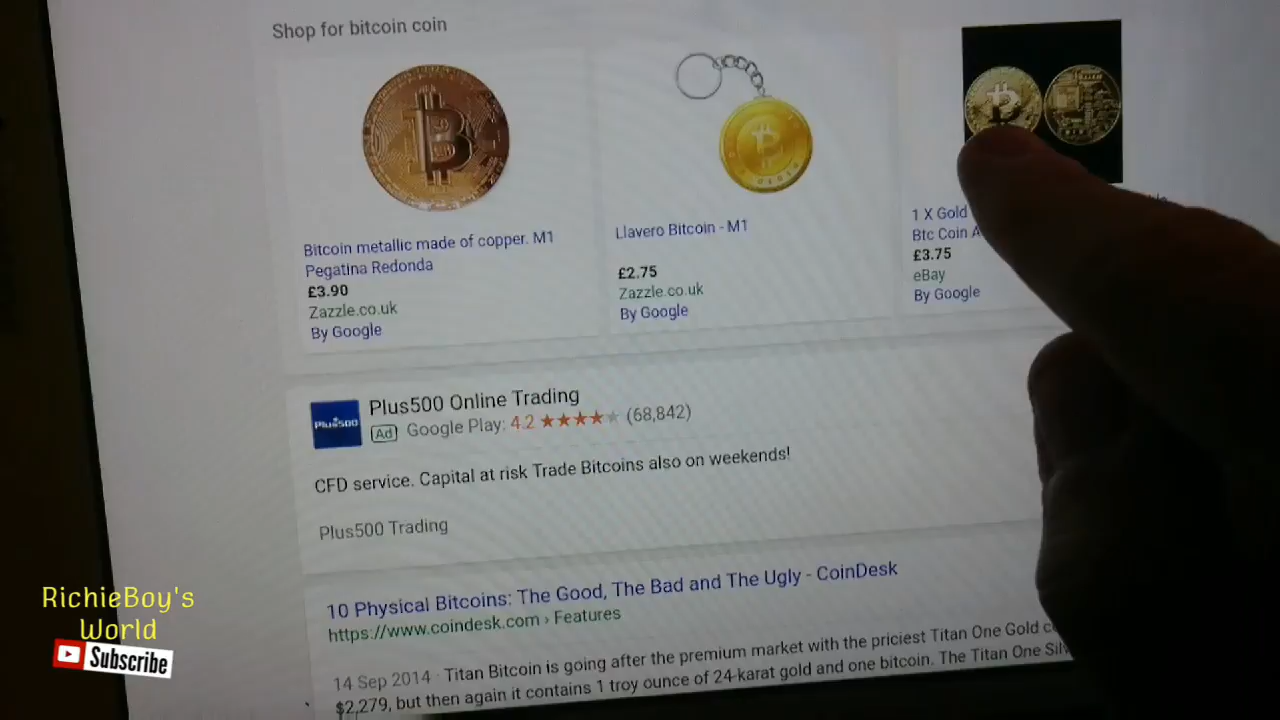 Shop for bitcoin coin
Bitcoin metallic made of copper. M1
Pegatina Redonda
£3.90
Zazzle.co.uk
By Google
Llavero Bitcoin - M1
£2.75
Zazzle.co.uk
By Google
1 X Gold
Btc Coin A
£3.75
eBay
By Google
Plus500
Plus500 Online Trading
Ad Google Play: 4.2 (68,842)
CFD service. Capital at risk Trade Bitcoins also on weekends!
Plus500 Trading
10 Physical Bitcoins: The Good, The Bad and The Ugly - CoinDesk
https://www.coindesk.com › Features
14 Sep 2014 · Titan Bitcoin is going after the premium market with the priciest Titan One Gold
$2,279, but then again it contains 1 troy ounce of 24-karat gold and one bitcoin. The Titan One
RichieBoy's
World
Subscribe